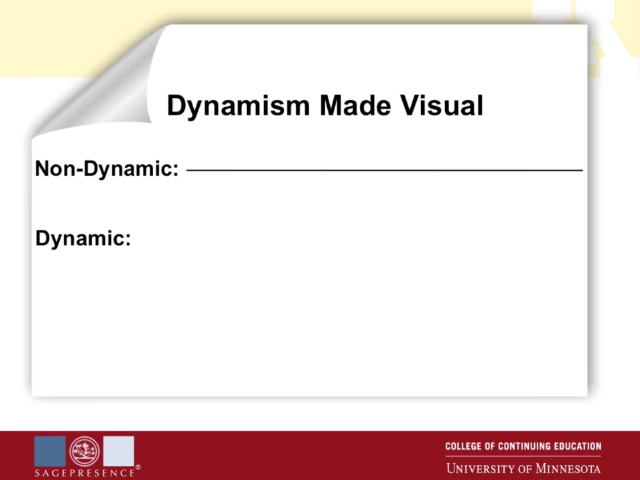 Dynamism Made Visual
Non-Dynamic:
Dynamic:
SAGEPRESENCE®
COLLEGE OF CONTINUING EDUCATION
UNIVERSITY OF MINNESOTA